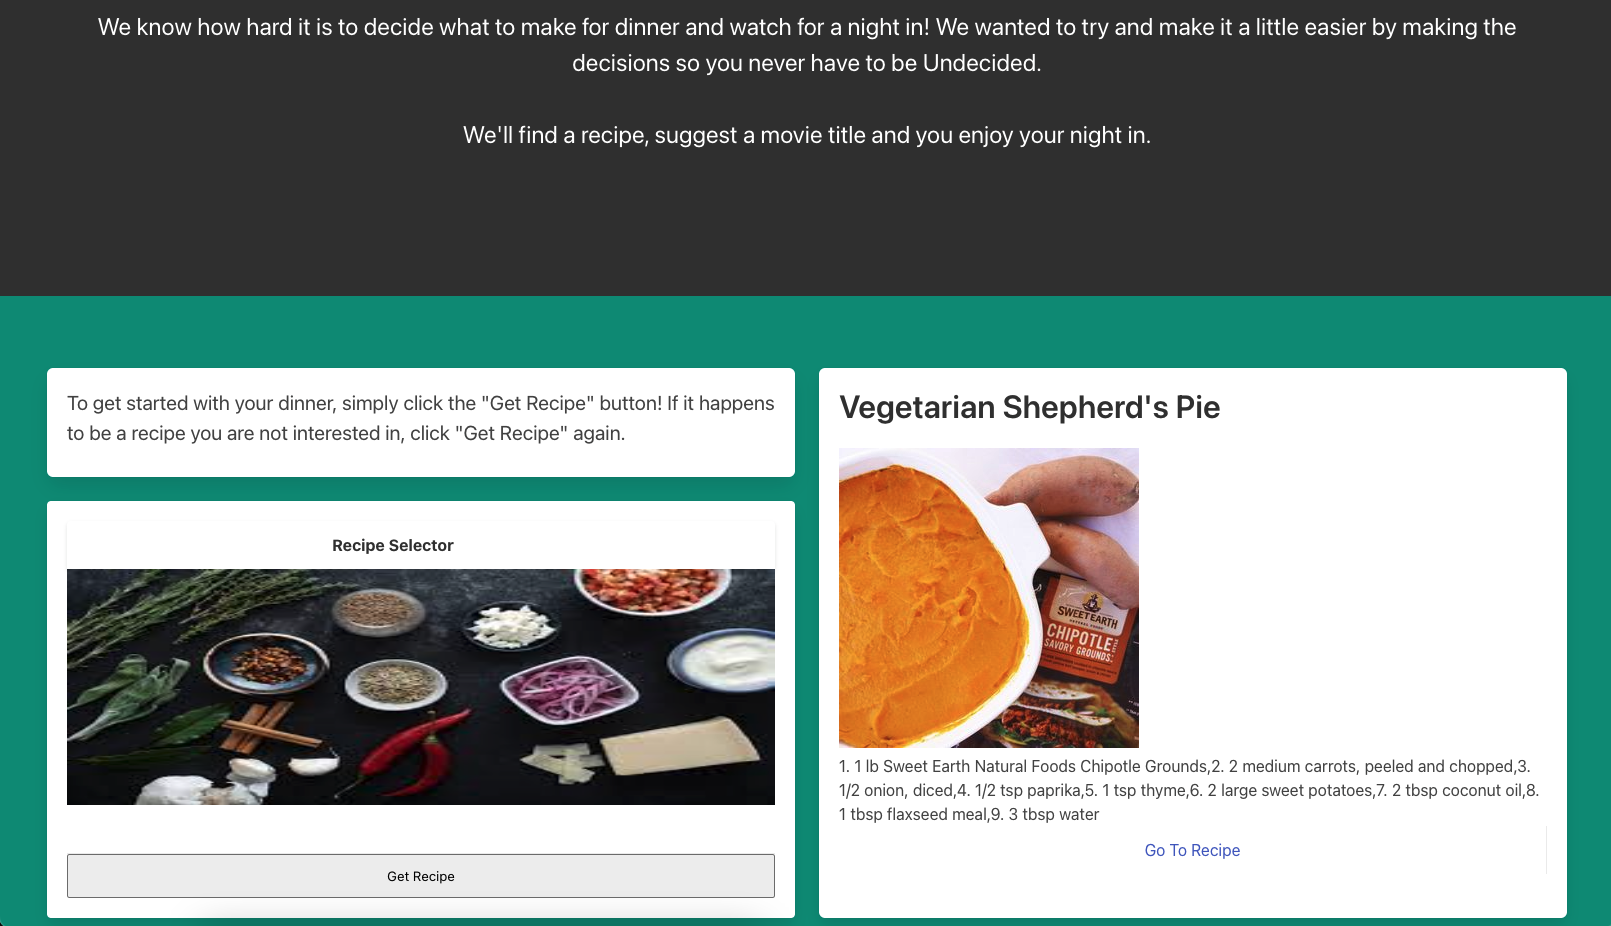 We know how hard it is to decide what to make for dinner and watch for a night in! We wanted to try and make it a little easier by making the
decisions so you never have to be Undecided.
We'll find a recipe, suggest a movie title and you enjoy your night in.
To get started with your dinner, simply click the "Get Recipe" button! If it happens
to be a recipe you are not interested in, click "Get Recipe" again.
Recipe Selector
Get Recipe
Vegetarian Shepherd's Pie
SWEET EARTH
NATURAL FOODS
CHIPOTLE
SAVORY GROUNDS
1. 1 lb Sweet Earth Natural Foods Chipotle Grounds,2. 2 medium carrots, peeled and chopped,3.
1/2 onion, diced,4. 1/2 tsp paprika,5. 1 tsp thyme,6. 2 large sweet potatoes,7. 2 tbsp coconut oil,8.
1 tbsp flaxseed meal,9. 3 tbsp water
Go To Recipe